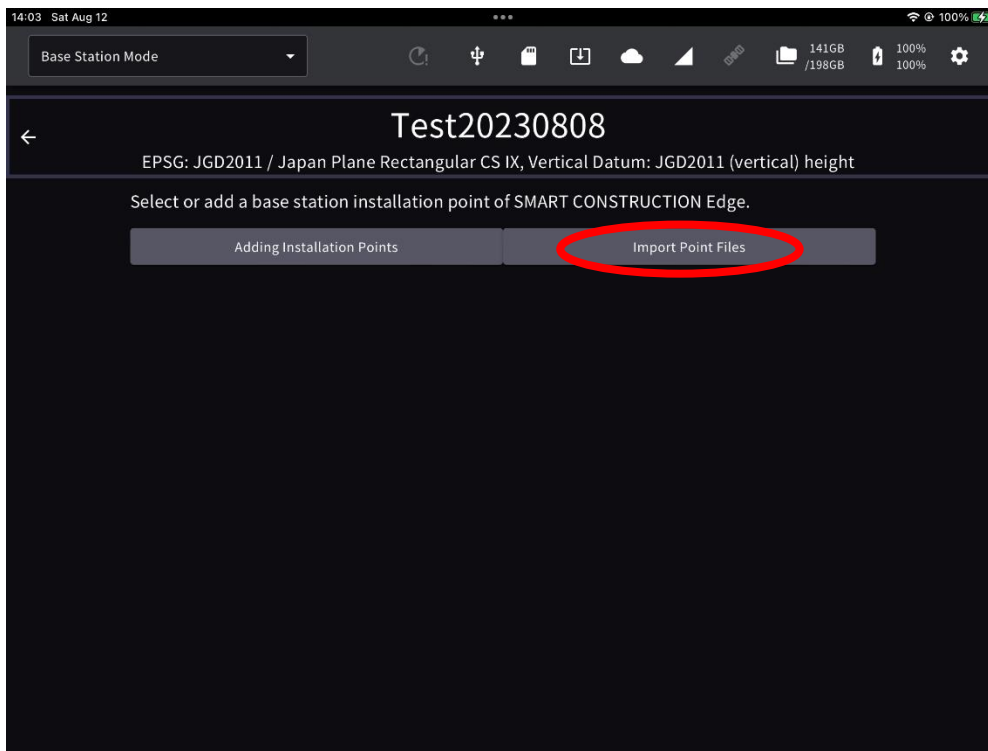 14:03 Sat Aug 12
100%
Base Station Mode
141GB
/198GB
100%
100%
Test20230808
EPSG: JGD2011 / Japan Plane Rectangular CS IX, Vertical Datum: JGD2011 (vertical) height
Select or add a base station installation point of SMART CONSTRUCTION Edge.
Adding Installation Points
Import Point Files